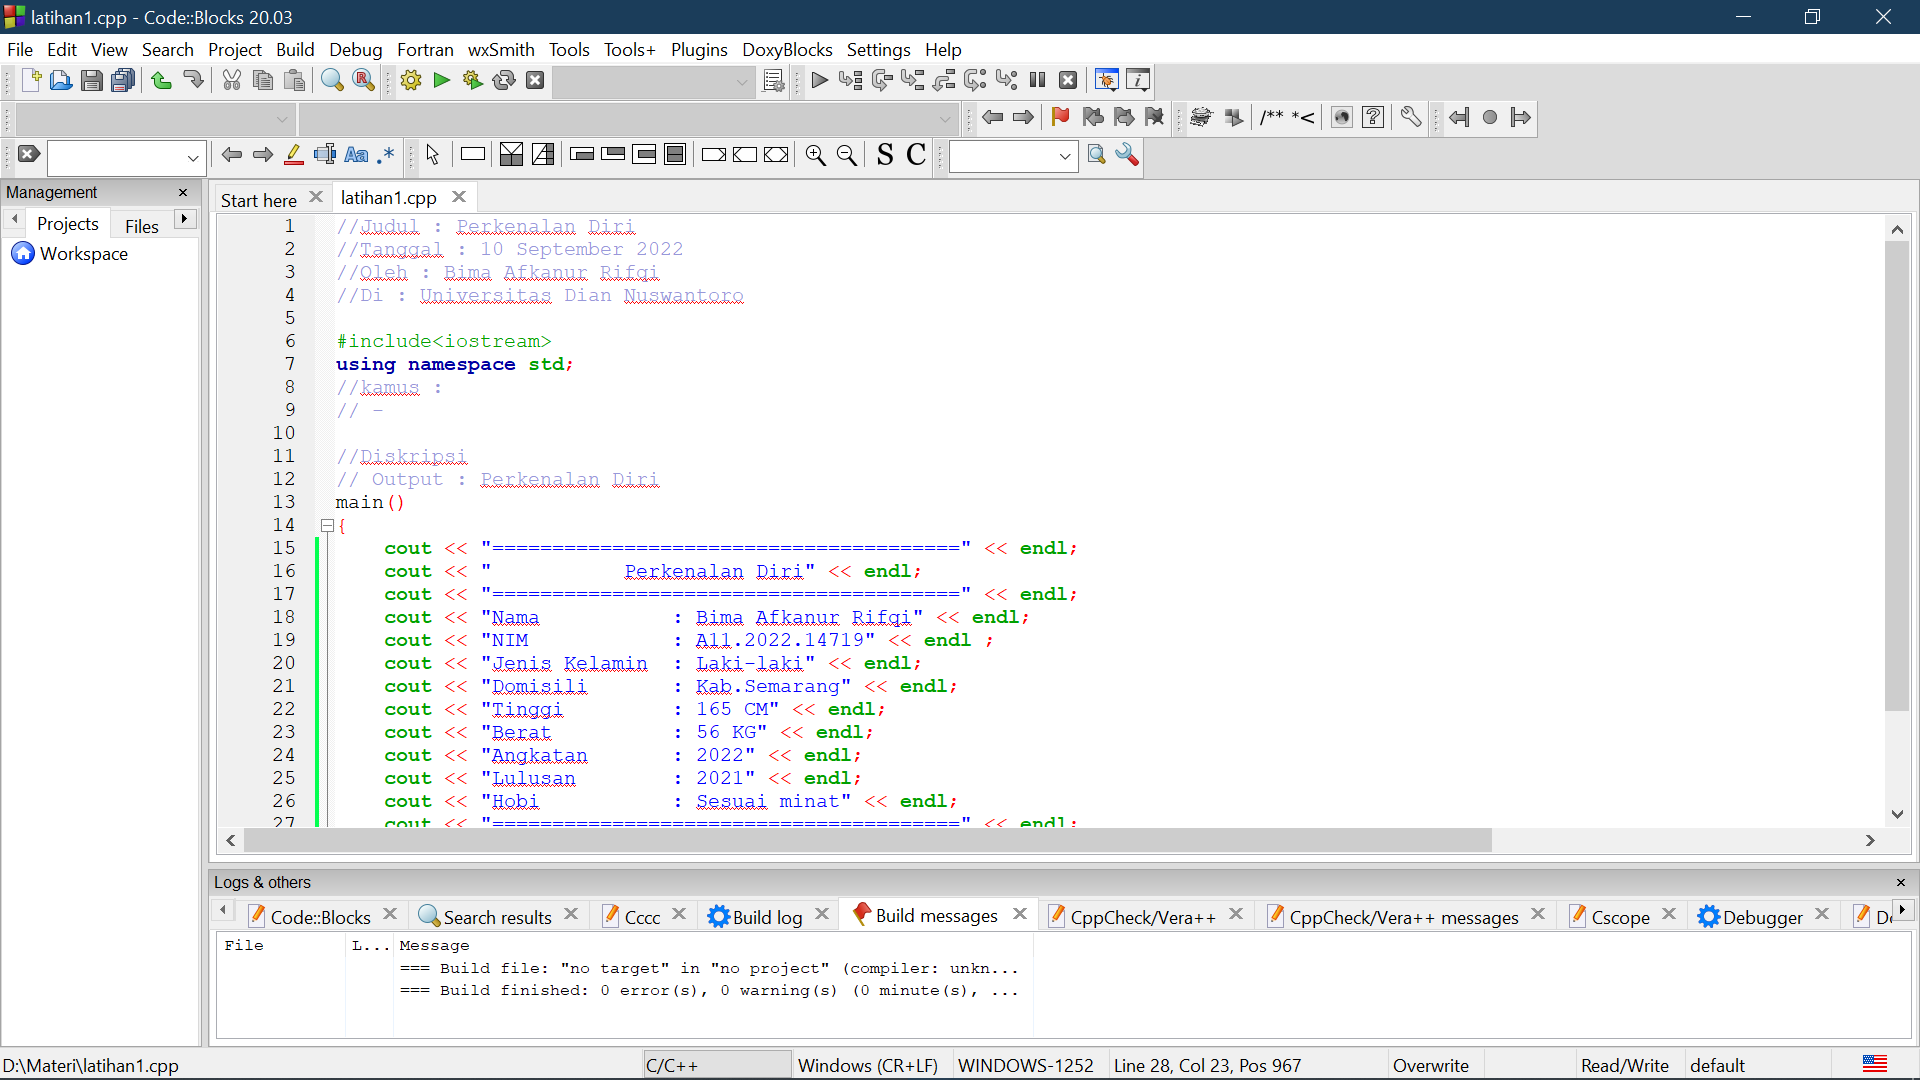 latihan1.cpp - Code::Blocks 20.03
File Edit View Search Project Build Debug Fortran wxSmith Tools Tools+ Plugins DoxyBlocks Settings Help
/** *<
Aa .* S C
Management
Start here latihan1.cpp
Projects Files
Workspace
1 //Judul : Perkenalan Diri
2 //Tanggal : 10 September 2022
3 //Oleh : Bima Afkanur Rifqi
4 //Di : Universitas Dian Nuswantoro
5
6 #include<iostream>
7 using namespace std;
8 //kamus :
9 // -
10
11 //Diskripsi
12 // Output : Perkenalan Diri
13 main()
14 {
15 cout << "=======================================" << endl;
16 cout << "           Perkenalan Diri" << endl;
17 cout << "=======================================" << endl;
18 cout << "Nama           : Bima Afkanur Rifqi" << endl;
19 cout << "NIM            : A11.2022.14719" << endl ;
20 cout << "Jenis Kelamin  : Laki-laki" << endl;
21 cout << "Domisili       : Kab.Semarang" << endl;
22 cout << "Tinggi         : 165 CM" << endl;
23 cout << "Berat          : 56 KG" << endl;
24 cout << "Angkatan       : 2022" << endl;
25 cout << "Lulusan        : 2021" << endl;
26 cout << "Hobi           : Sesuai minat" << endl;
27 cout << "=======================================" << endl;
Logs & others
Code::Blocks Search results Cccc Build log Build messages CppCheck/Vera++ CppCheck/Vera++ messages Cscope Debugger
File L... Message
=== Build file: "no target" in "no project" (compiler: unkn...
=== Build finished: 0 error(s), 0 warning(s) (0 minute(s), ...
D:\Materi\latihan1.cpp C/C++ Windows (CR+LF) WINDOWS-1252 Line 28, Col 23, Pos 967 Overwrite Read/Write default